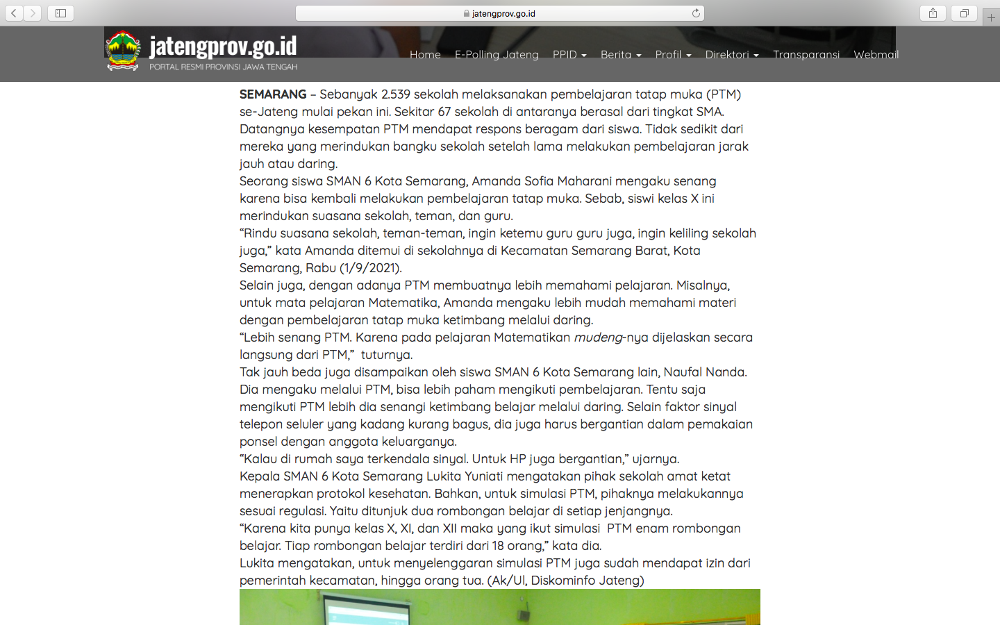 jatengprov.go.id
jatengprov.go.id
PORTAL RESMI PROVINSI JAWA TENGAH
Home E-Polling Jateng PPID Berita Profil Direktori Transparansi Webmail
SEMARANG – Sebanyak 2.539 sekolah melaksanakan pembelajaran tatap muka (PTM)
se-Jateng mulai pekan ini. Sekitar 67 sekolah di antaranya berasal dari tingkat SMA.
Datangnya kesempatan PTM mendapat respons beragam dari siswa. Tidak sedikit dari
mereka yang merindukan bangku sekolah setelah lama melakukan pembelajaran jarak
jauh atau daring.
Seorang siswa SMAN 6 Kota Semarang, Amanda Sofia Maharani mengaku senang
karena bisa kembali melakukan pembelajaran tatap muka. Sebab, siswi kelas X ini
merindukan suasana sekolah, teman, dan guru.
“Rindu suasana sekolah, teman-teman, ingin ketemu guru guru juga, ingin keliling sekolah
juga,” kata Amanda ditemui di sekolahnya di Kecamatan Semarang Barat, Kota
Semarang, Rabu (1/9/2021).
Selain juga, dengan adanya PTM membuatnya lebih memahami pelajaran. Misalnya,
untuk mata pelajaran Matematika, Amanda mengaku lebih mudah memahami materi
dengan pembelajaran tatap muka ketimbang melalui daring.
“Lebih senang PTM. Karena pada pelajaran Matematikan mudeng-nya dijelaskan secara
langsung dari PTM,”  tuturnya.
Tak jauh beda juga disampaikan oleh siswa SMAN 6 Kota Semarang lain, Naufal Nanda.
Dia mengaku melalui PTM, bisa lebih paham mengikuti pembelajaran. Tentu saja
mengikuti PTM lebih dia senangi ketimbang belajar melalui daring. Selain faktor sinyal
telepon seluler yang kadang kurang bagus, dia juga harus bergantian dalam pemakaian
ponsel dengan anggota keluarganya.
“Kalau di rumah saya terkendala sinyal. Untuk HP juga bergantian,” ujarnya.
Kepala SMAN 6 Kota Semarang Lukita Yuniati mengatakan pihak sekolah amat ketat
menerapkan protokol kesehatan. Bahkan, untuk simulasi PTM, pihaknya melakukannya
sesuai regulasi. Yaitu ditunjuk dua rombongan belajar di setiap jenjangnya.
“Karena kita punya kelas X, XI, dan XII maka yang ikut simulasi  PTM enam rombongan
belajar. Tiap rombongan belajar terdiri dari 18 orang,” kata dia.
Lukita mengatakan, untuk menyelenggaran simulasi PTM juga sudah mendapat izin dari
pemerintah kecamatan, hingga orang tua. (Ak/Ul, Diskominfo Jateng)